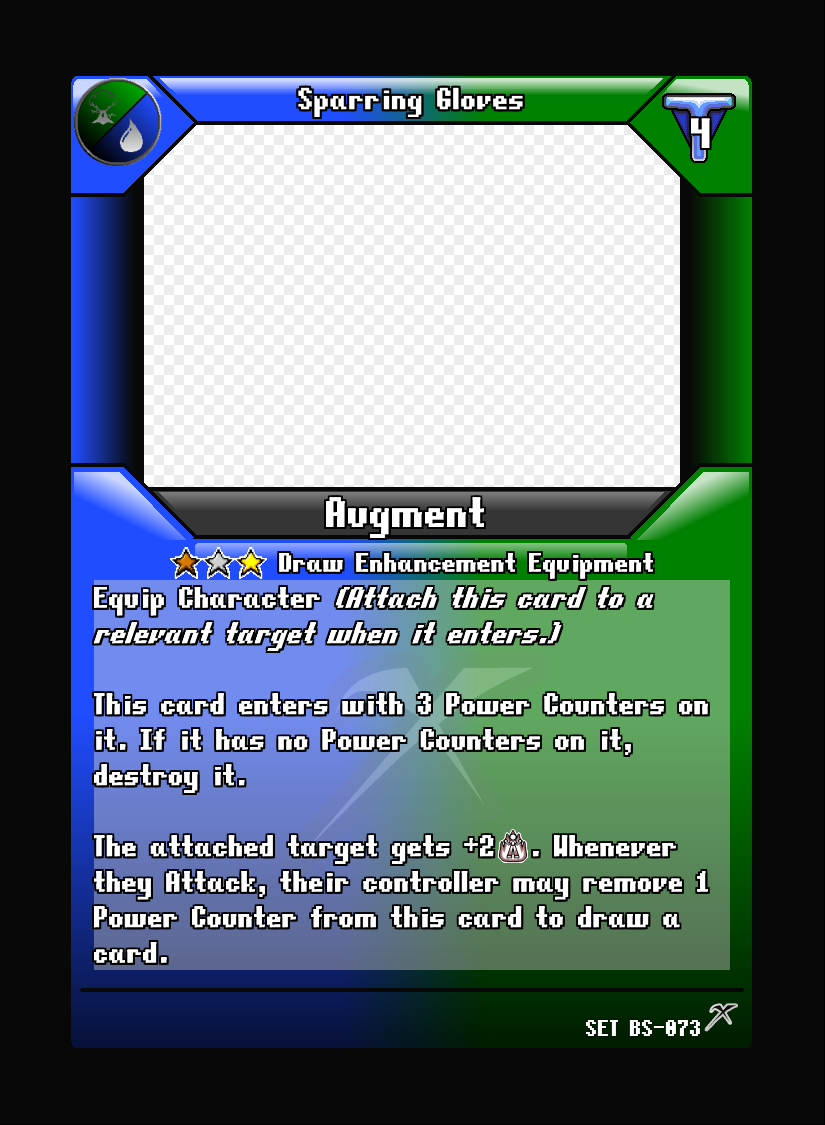 Sparring Gloves
4
Augment
Draw Enhancement Equipment
Equip Character (Attach this card to a
relevant target when it enters.)
This card enters with 3 Power Counters on
it. If it has no Power Counters on it,
destroy it.
The attached target gets +2. Whenever
they Attack, their controller may remove 1
Power Counter from this card to draw a
card.
SET BS-073